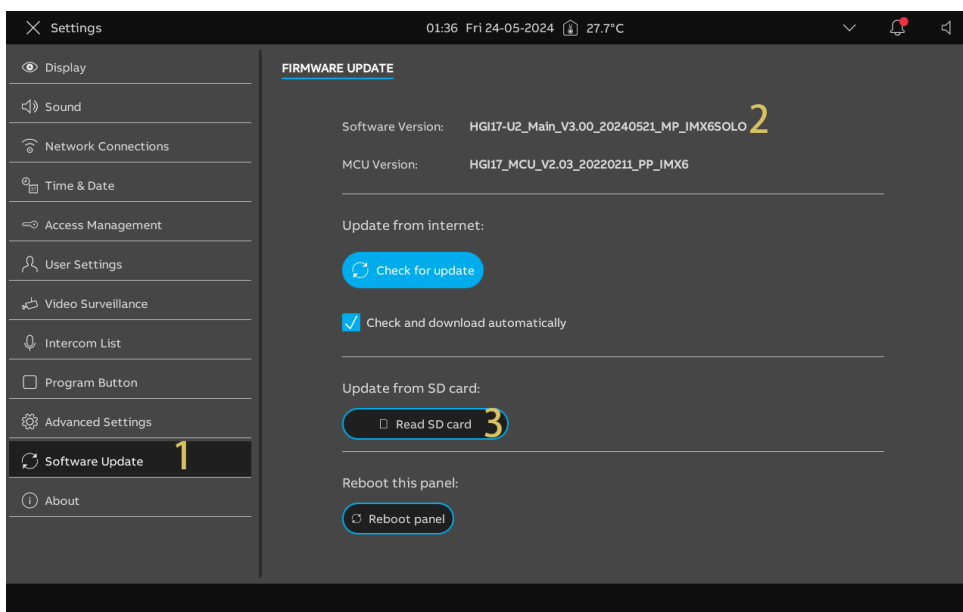 Settings
01:36 Fri 24-05-2024 27.7°C
Display
Sound
Network Connections
Time & Date
Access Management
User Settings
Video Surveillance
Intercom List
Program Button
Advanced Settings
Software Update 1
About
FIRMWARE UPDATE
Software Version: HGI17-U2_Main_V3.00_20240521_MP_IMX6SOLO 2
MCU Version: HGI17_MCU_V2.03_20220211_PP_IMX6
Update from internet:
Check for update
Check and download automatically
Update from SD card:
Read SD card 3
Reboot this panel:
Reboot panel